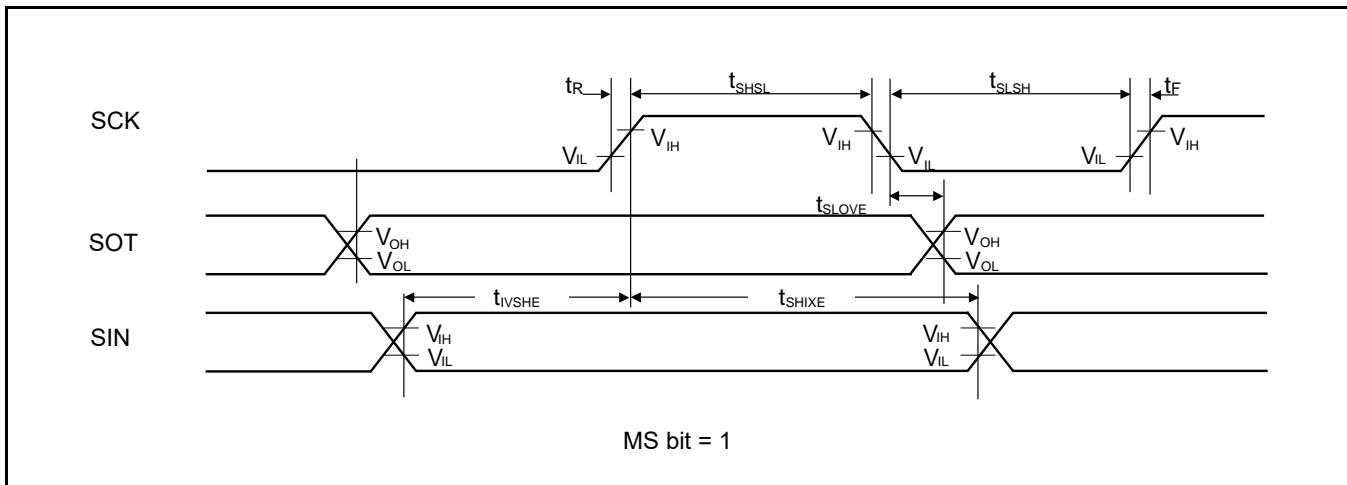 tR tSHSL tSLSH tF
SCK
VIH VIH VIH
VIL VIL VIL
tSLOVE
SOT
VOH VOH
VOL VOL
tIVSHE tSHIXE
SIN
VIH VIH
VIL VIL
MS bit = 1